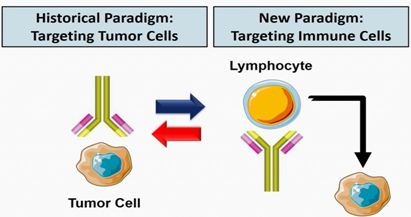 Historical Paradigm:
Targeting Tumor Cells
New Paradigm:
Targeting Immune Cells
Lymphocyte
Tumor Cell